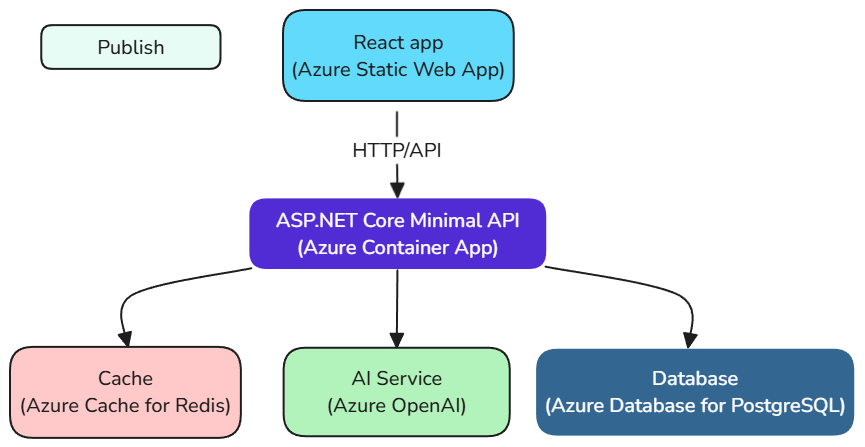 Publish
React app
(Azure Static Web App)
HTTP/API
ASP.NET Core Minimal API
(Azure Container App)
Cache
(Azure Cache for Redis)
AI Service
(Azure OpenAI)
Database
(Azure Database for PostgreSQL)